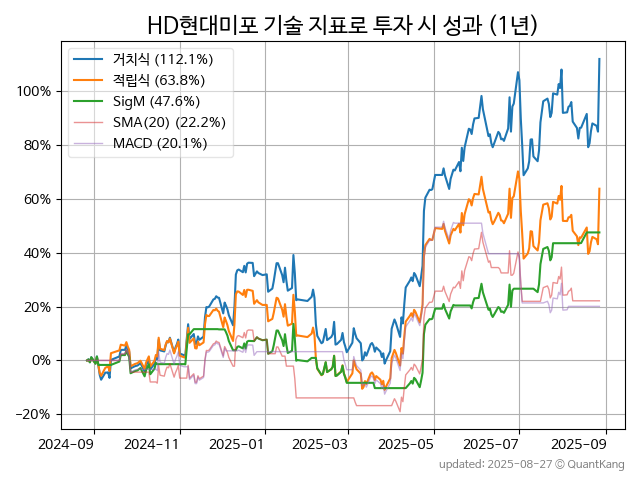 HD현대미포 기술 지표로 투자 시 성과 (1년)
거치식 (112.1%)
적립식 (63.8%)
SigM (47.6%)
SMA(20) (22.2%)
MACD (20.1%)
100%
80%
60%
40%
20%
0%
−20%
2024-09
2024-11
2025-01
2025-03
2025-05
2025-07
2025-09
updated: 2025-08-27 © QuantKang